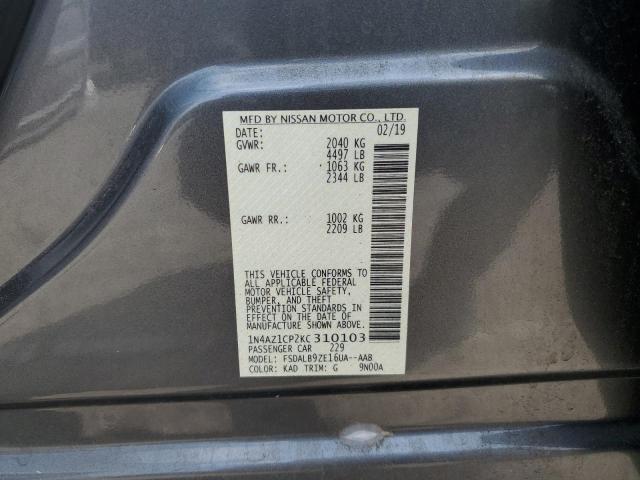 MFD BY NISSAN MOTOR CO., LTD.
DATE: 02/19
GVWR: 2040 KG
4497 LB
GAWR FR.: 1063 KG
2344 LB
GAWR RR.: 1002 KG
2209 LB
THIS VEHICLE CONFORMS TO
ALL APPLICABLE FEDERAL
MOTOR VEHICLE SAFETY,
BUMPER, AND THEFT
PREVENTION STANDARDS IN
EFFECT ON THE DATE OF
MANUFACTURE SHOWN ABOVE.
1N4AZ1CP2KC310103
PASSENGER CAR 229
MODEL: FSDALB9ZE16UA--AAB
COLOR: KAD TRIM: G 9N00A